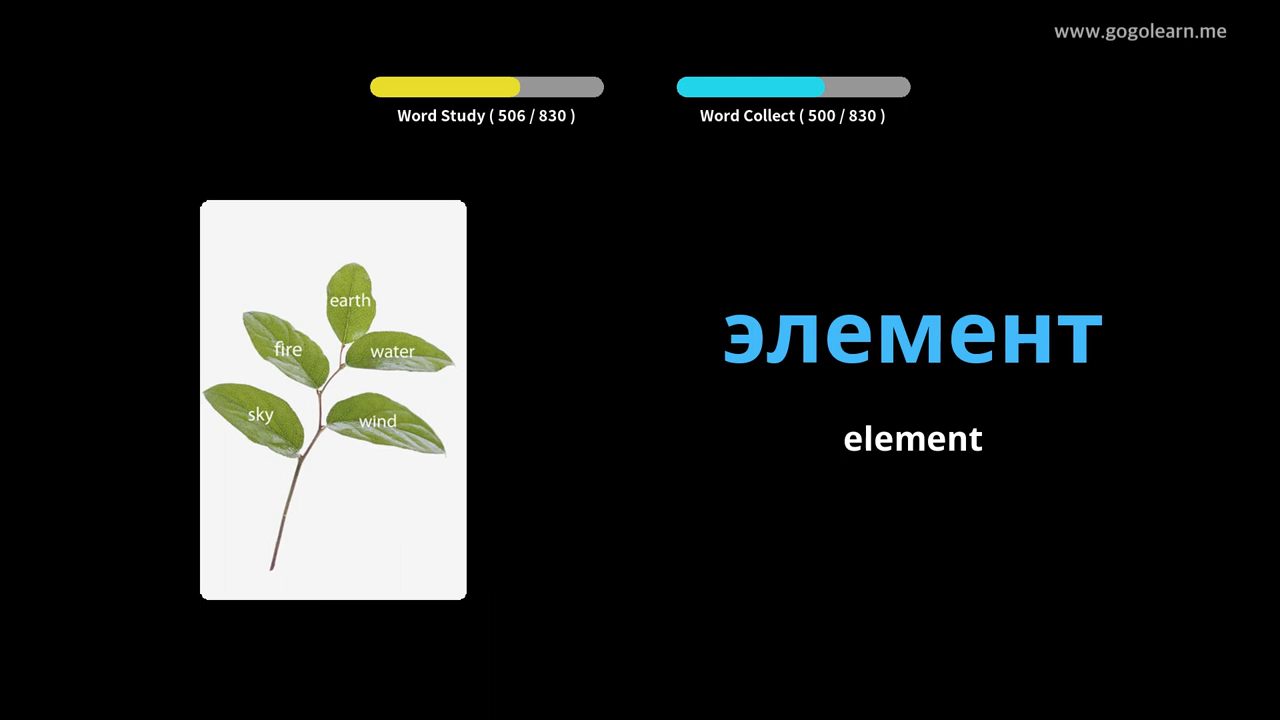 www.gogolearn.me
Word Study ( 506 / 830 )
Word Collect ( 500 / 830 )
earth
fire
water
sky
wind
элемент
element